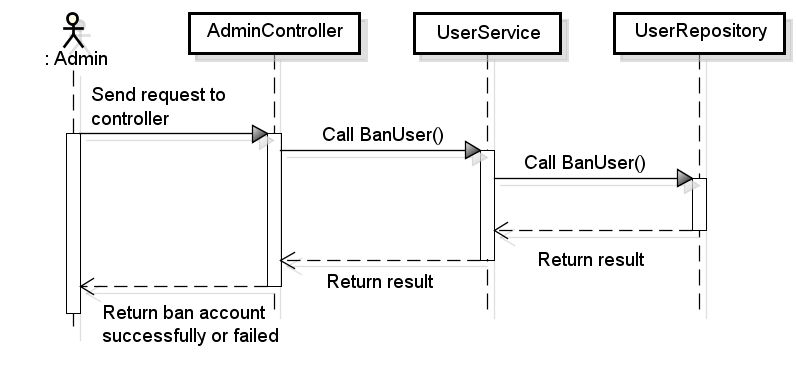 AdminController
UserService
UserRepository
: Admin
Send request to
controller
Call BanUser()
Call BanUser()
Return result
Return result
Return ban account
successfully or failed